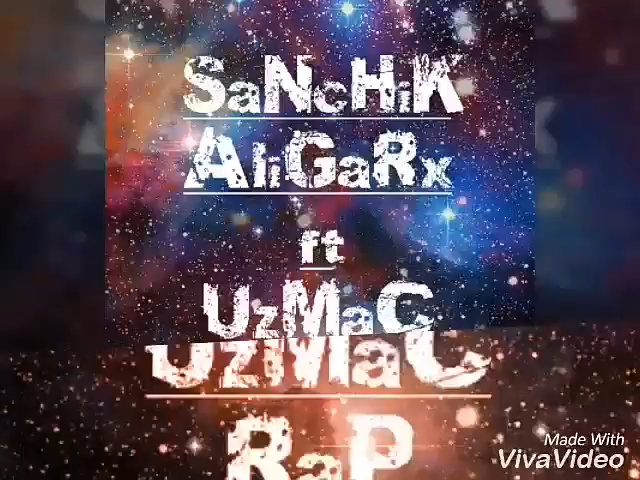 SaNcHiK
AliGaRx
ft
UzMaC
UzMaC
RaP
Made With
VivaVideo